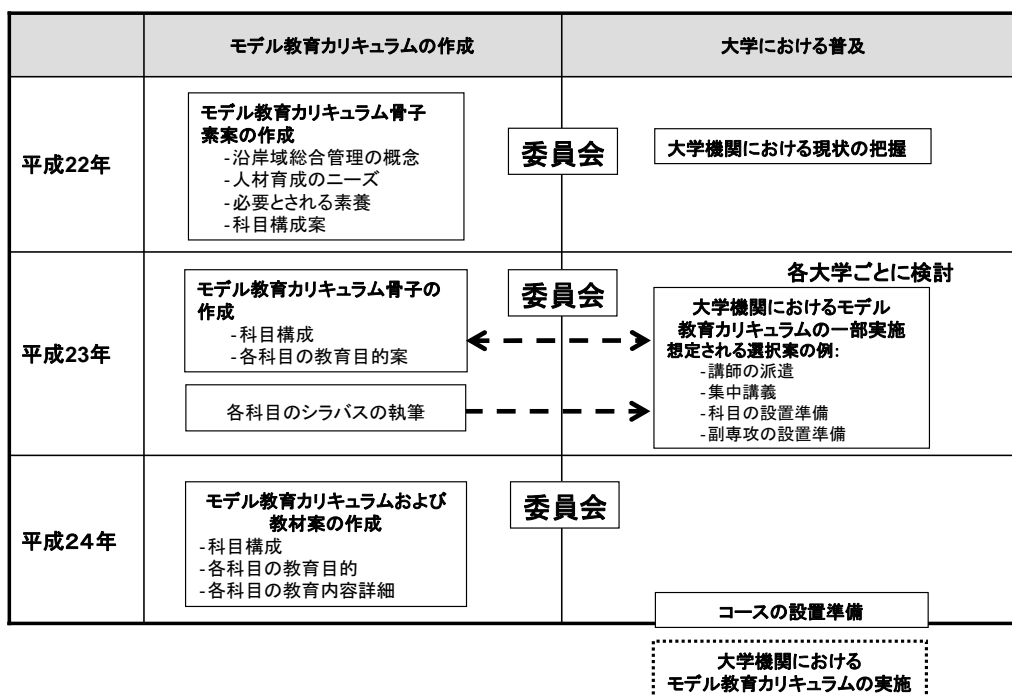 モデル教育カリキュラムの作成
大学における普及
平成22年
モデル教育カリキュラム骨子
素案の作成
-沿岸域総合管理の概念
-人材育成のニーズ
-必要とされる素養
-科目構成案
委員会
大学機関における現状の把握
平成23年
モデル教育カリキュラム骨子の
作成
-科目構成
-各科目の教育目的案
各科目のシラバスの執筆
委員会
各大学ごとに検討
大学機関におけるモデル
教育カリキュラムの一部実施
想定される選択案の例:
-講師の派遣
-集中講義
-科目の設置準備
-副専攻の設置準備
平成24年
モデル教育カリキュラムおよび
教材案の作成
-科目構成
-各科目の教育目的
-各科目の教育内容詳細
委員会
コースの設置準備
大学機関における
モデル教育カリキュラムの実施